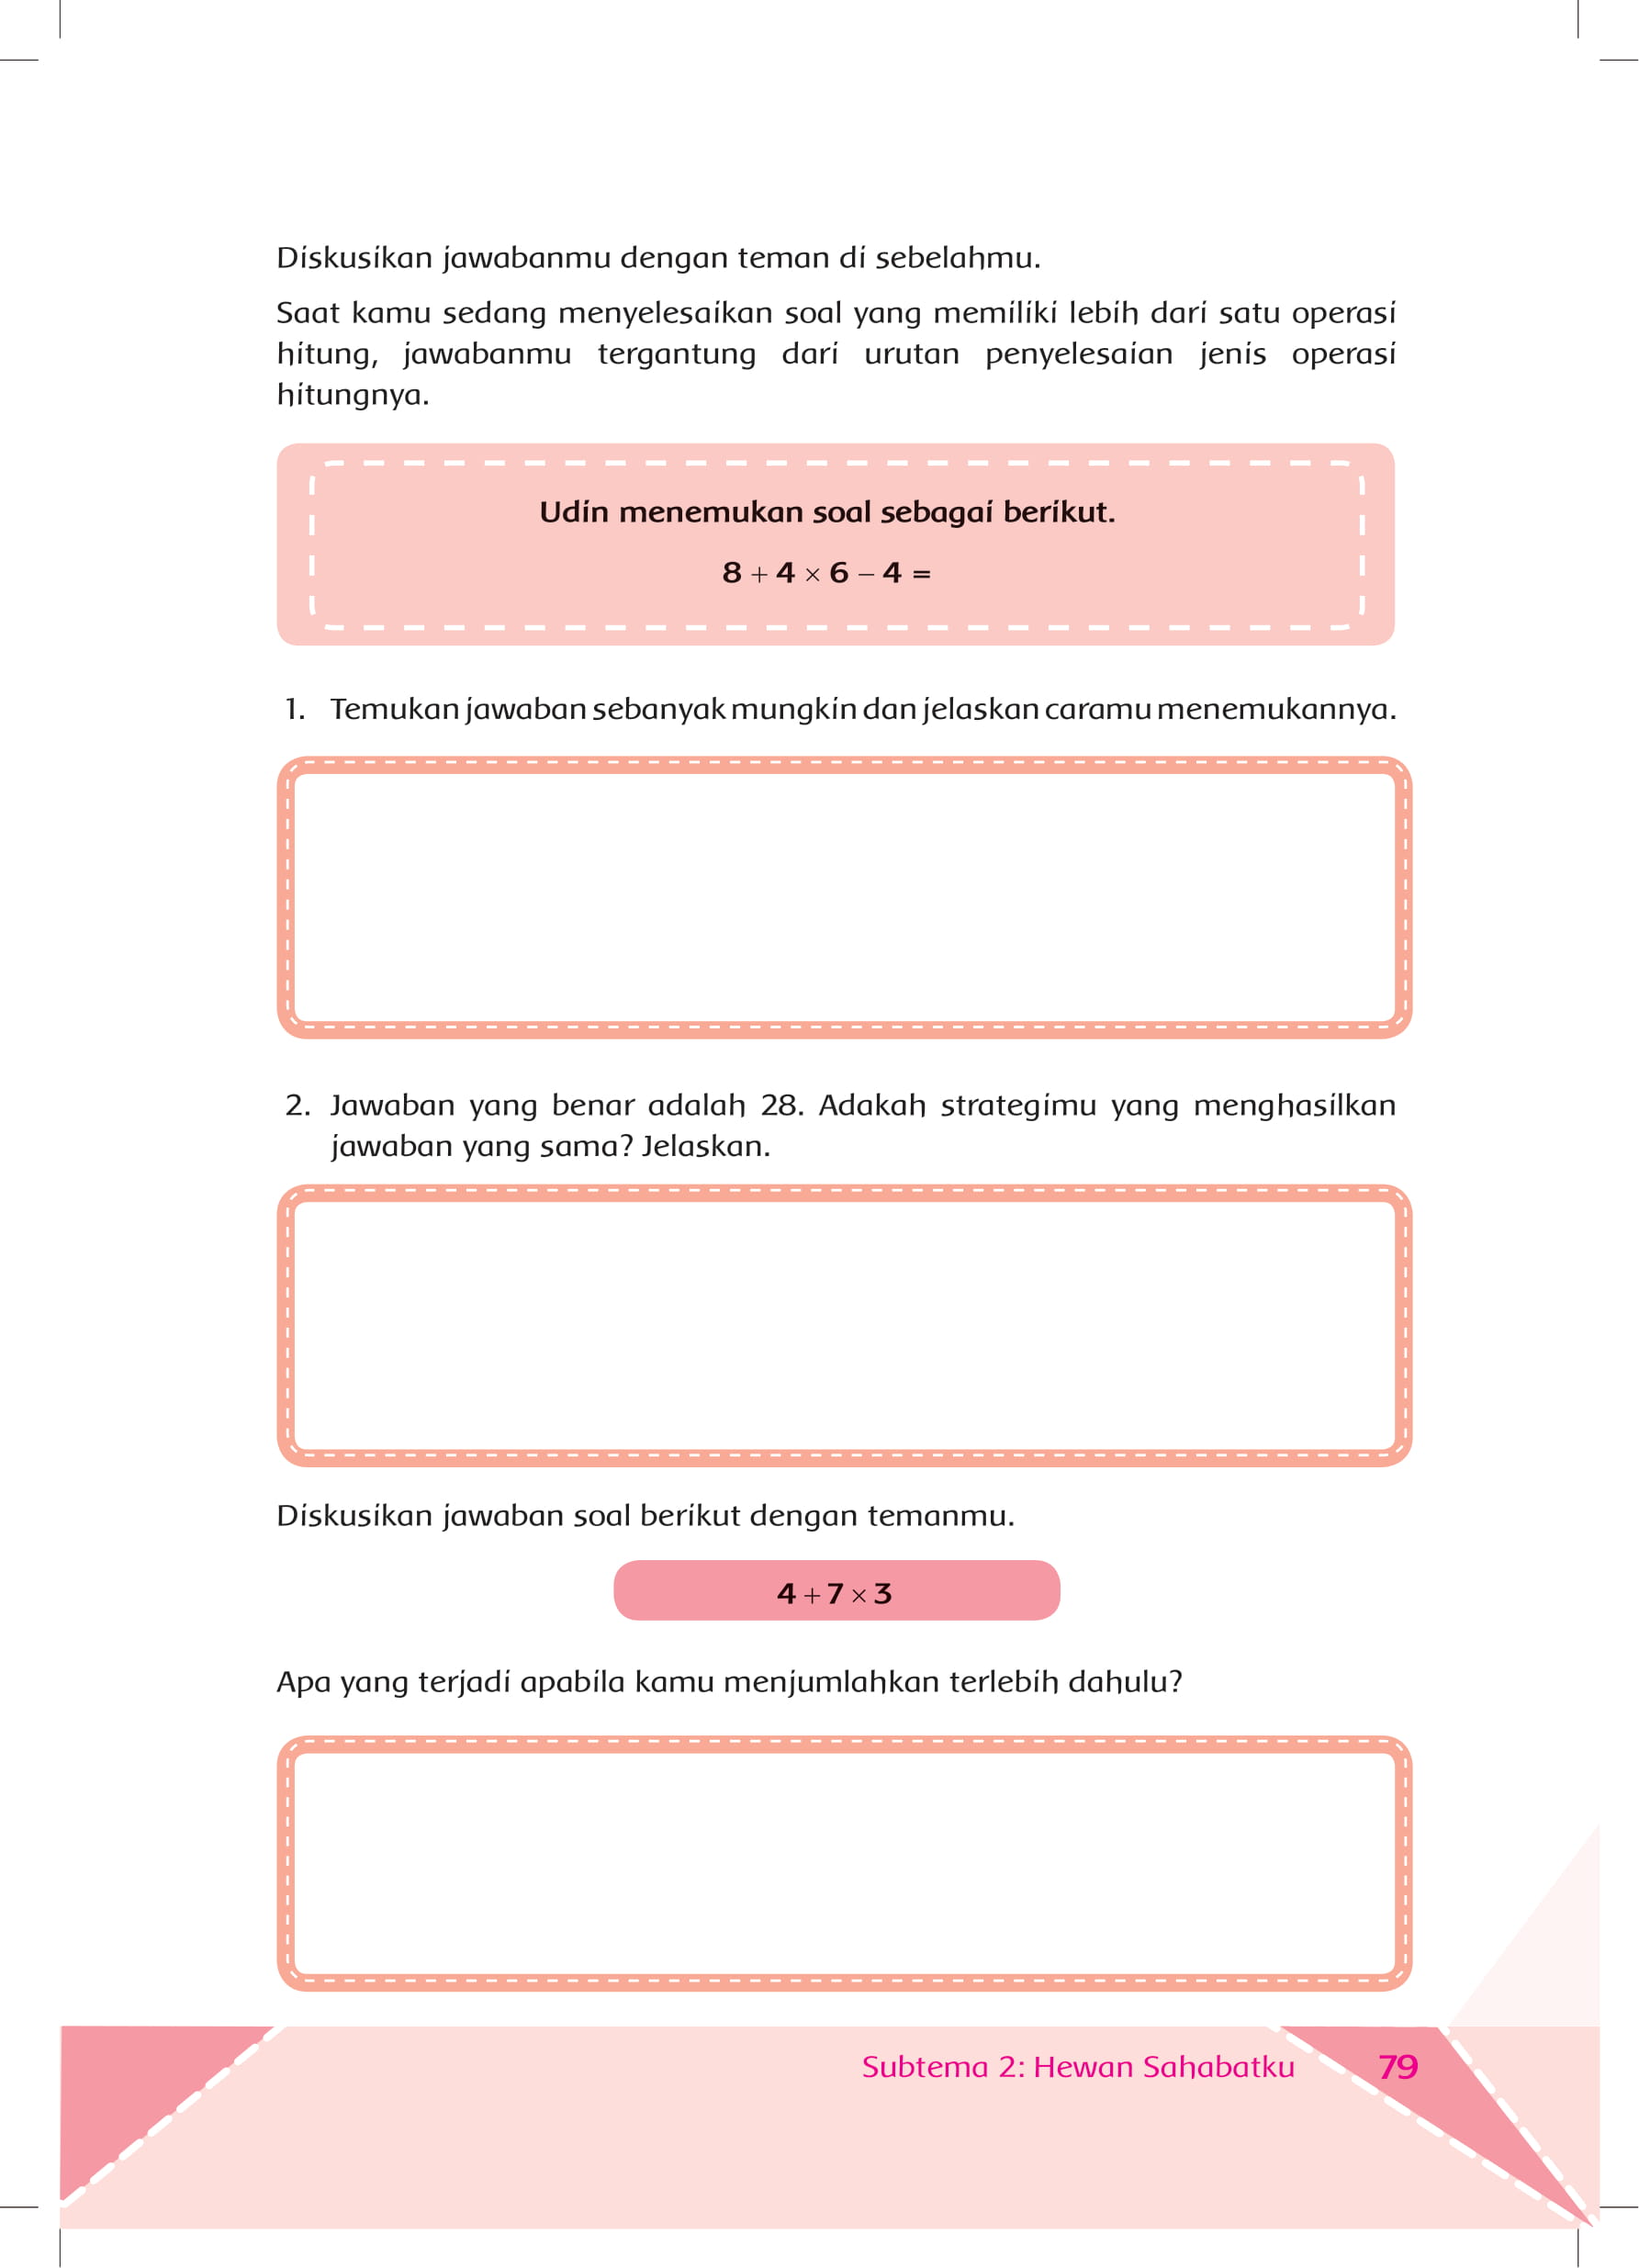 Diskusikan jawabanmu dengan teman di sebelahmu.
Saat kamu sedang menyelesaikan soal yang memiliki lebih dari satu operasi
hitung, jawabanmu tergantung dari urutan penyelesaian jenis operasi
hitungnya.
Udin menemukan soal sebagai berikut.
8 + 4 × 6 – 4 =
1. Temukan jawaban sebanyak mungkin dan jelaskan caramu menemukannya.
2. Jawaban yang benar adalah 28. Adakah strategimu yang menghasilkan
jawaban yang sama? Jelaskan.
Diskusikan jawaban soal berikut dengan temanmu.
4 + 7 × 3
Apa yang terjadi apabila kamu menjumlahkan terlebih dahulu?
Subtema 2: Hewan Sahabatku 79